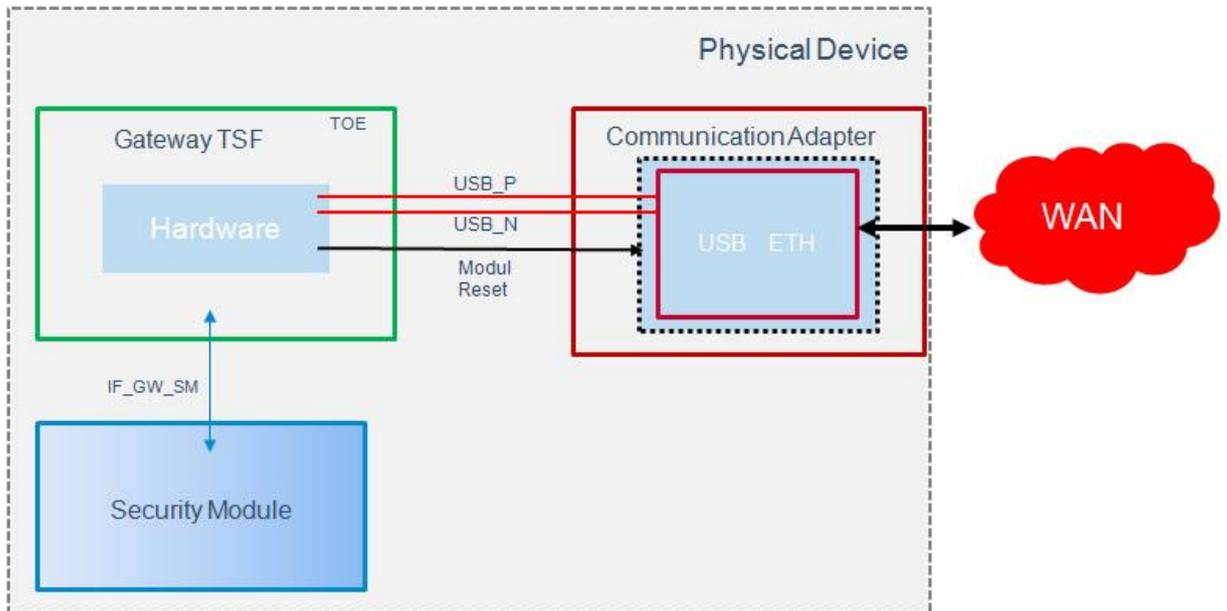 Physical Device
TOE
Gateway TSF
Communication Adapter
Hardware
USB_P
USB_N
Modul
Reset
USB ETH
WAN
IF_GW_SM
Security Module